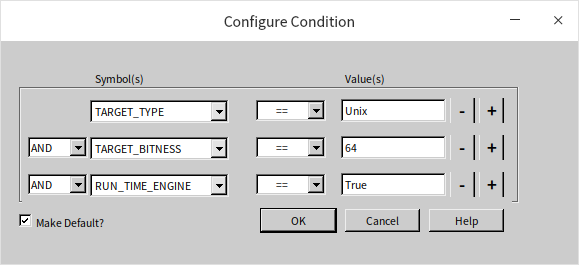 Configure Condition
Symbol(s) Value(s)
TARGET_TYPE == Unix - +
AND TARGET_BITNESS == 64 - +
AND RUN_TIME_ENGINE == True - +
Make Default? OK Cancel Help